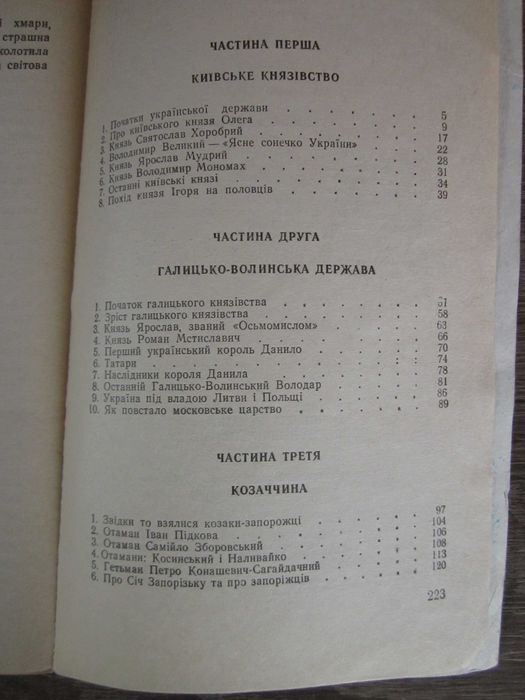 і хмари,
страшна
колотила
і світова
ЧАСТИНА ПЕРША
КИЇВСЬКЕ КНЯЗІВСТВО
1. Початки української держави . . . . . . 5
2. Про київського князя Олега . . . . . . 9
3. Князь Святослав Хоробрий . . . . . . 17
4. Володимир Великий — «Ясне сонечко України» . . . 22
5. Князь Ярослав Мудрий . . . . . . 28
6. Князь Володимир Мономах . . . . . . 31
7. Останні київські князі . . . . . . 34
8. Похід князя Ігоря на половців . . . . . . 39
ЧАСТИНА ДРУГА
ГАЛИЦЬКО-ВОЛИНСЬКА ДЕРЖАВА
1. Початок галицького князівства . . . . . . 51
2. Зріст галицького князівства . . . . . . 58
3. Князь Ярослав, званий «Осьмомислом» . . . . 63
4. Князь Роман Мстиславич . . . . . . 66
5. Перший український король Данило . . . . . 70
6. Татари . . . . . . 74
7. Наслідники короля Данила . . . . . . 78
8. Останній Галицько-Волинський Володар . . . . 81
9. Україна під владою Литви і Польщі . . . . . 86
10. Як повстало московське царство . . . . . 89
ЧАСТИНА ТРЕТЯ
КОЗАЧЧИНА
1. Звідки то взялися козаки-запорожці . . . . . 97
2. Отаман Іван Підкова . . . . . . 104
3. Отаман Самійло Зборовський . . . . . . 106
4. Отамани: Косинський і Наливайко . . . . . 108
5. Гетьман Петро Конашевич-Сагайдачний . . . . 113
6. Про Січ Запорізьку та про запоріжців . . . . 120
223